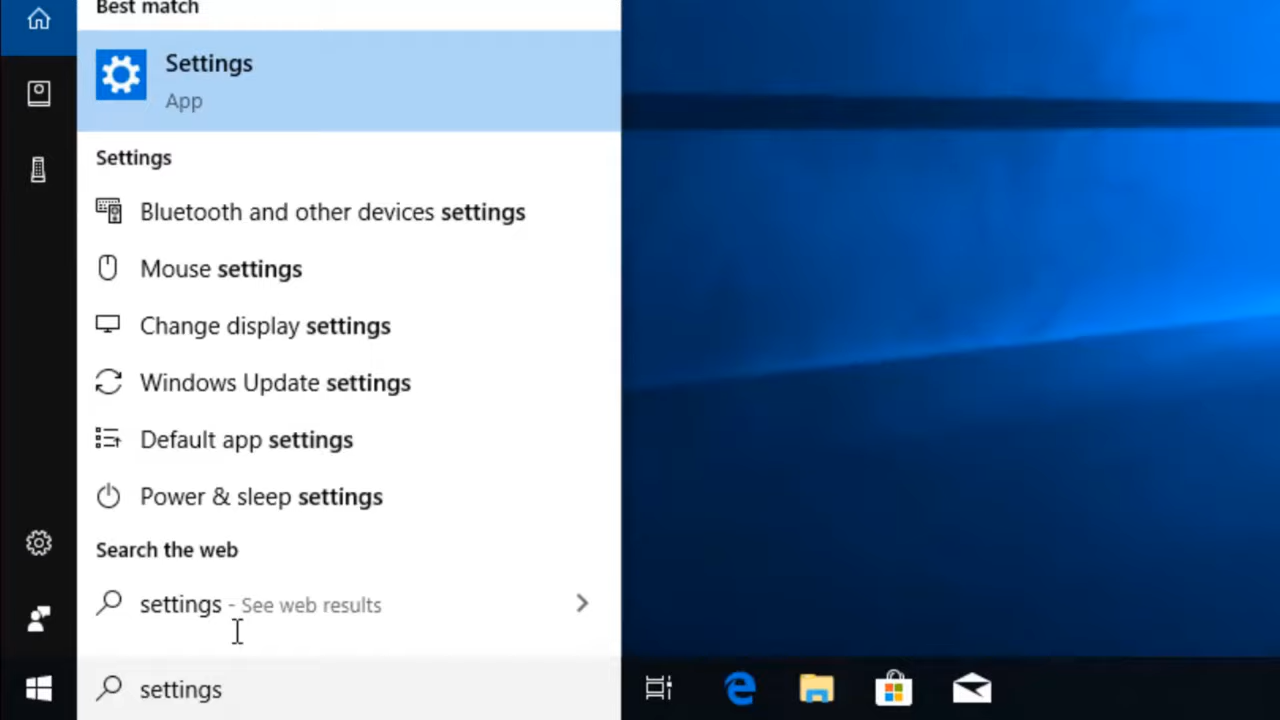 Best match
Settings
App
Settings
Bluetooth and other devices settings
Mouse settings
Change display settings
Windows Update settings
Default app settings
Power & sleep settings
Search the web
settings - See web results
settings